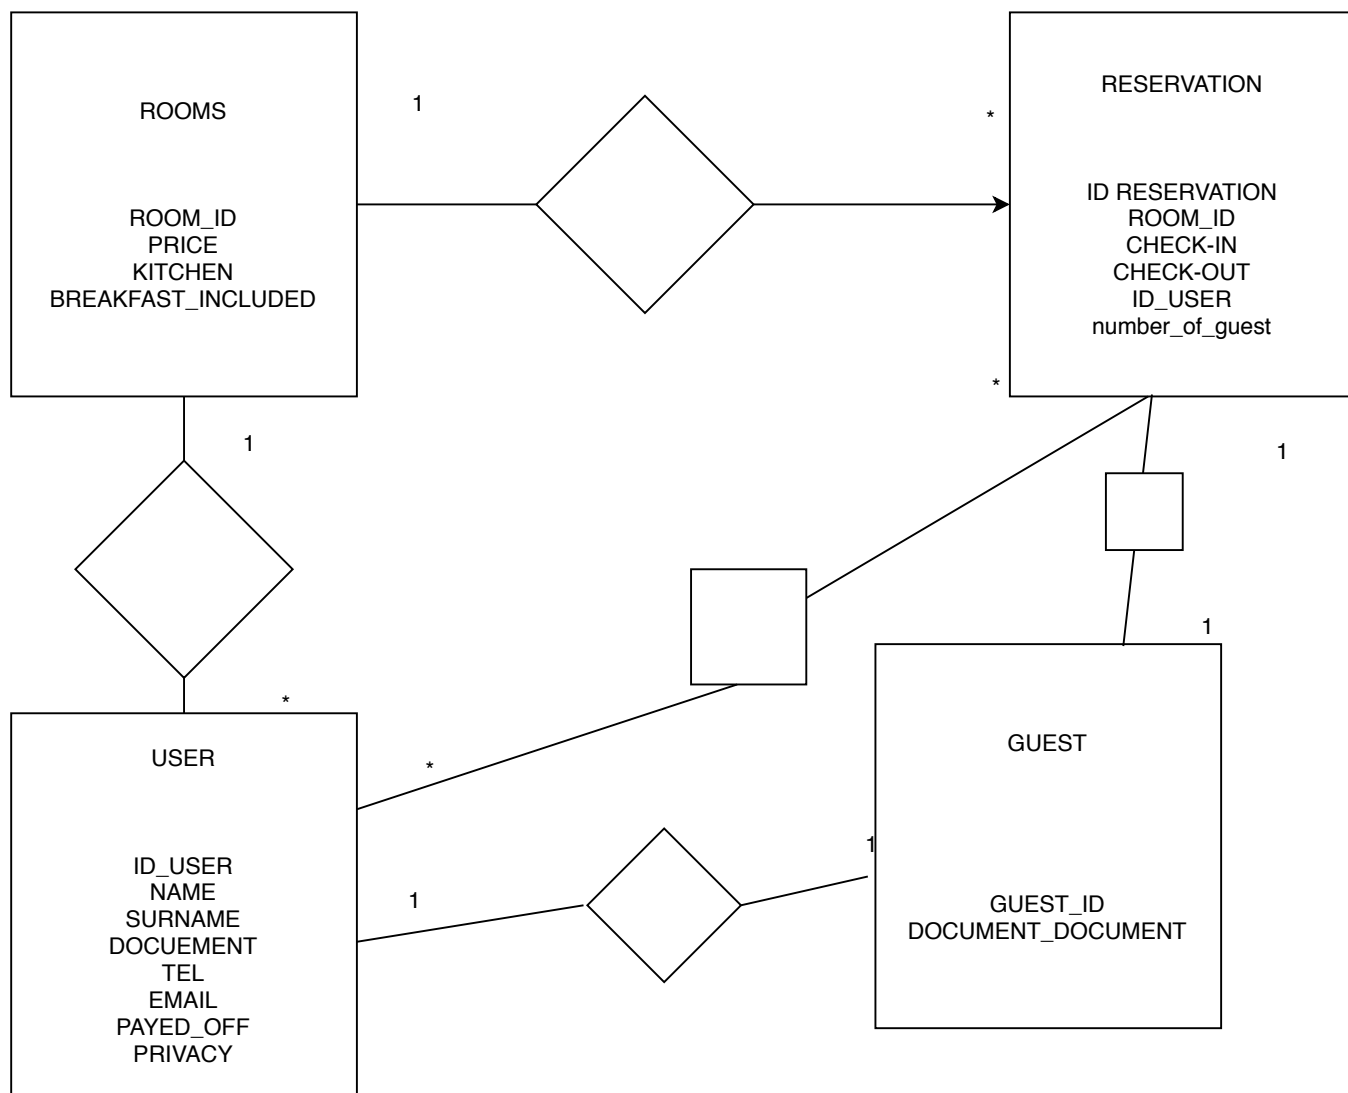 ROOMS
ROOM_ID
PRICE
KITCHEN
BREAKFAST_INCLUDED
1
*
RESERVATION
ID RESERVATION
ROOM_ID
CHECK-IN
CHECK-OUT
ID_USER
number_of_guest
*
1
1
*
*
1
USER
ID_USER
NAME
SURNAME
DOCUEMENT
TEL
EMAIL
PAYED_OFF
PRIVACY
1
1
GUEST
GUEST_ID
DOCUMENT_DOCUMENT